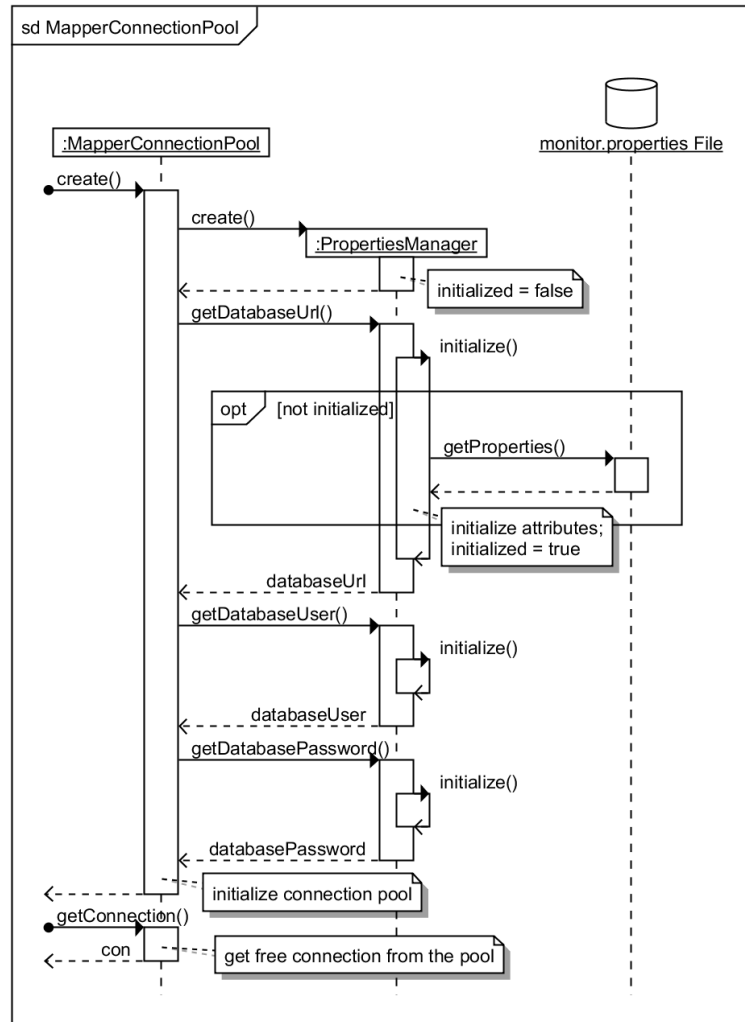 sd MapperConnectionPool
:MapperConnectionPool
monitor.properties File
create()
create()
:PropertiesManager
initialized = false
getDatabaseUrl()
initialize()
opt
[not initialized]
getProperties()
initialize attributes;
initialized = true
databaseUrl
getDatabaseUser()
initialize()
databaseUser
getDatabasePassword()
initialize()
databasePassword
initialize connection pool
getConnection()
con
get free connection from the pool